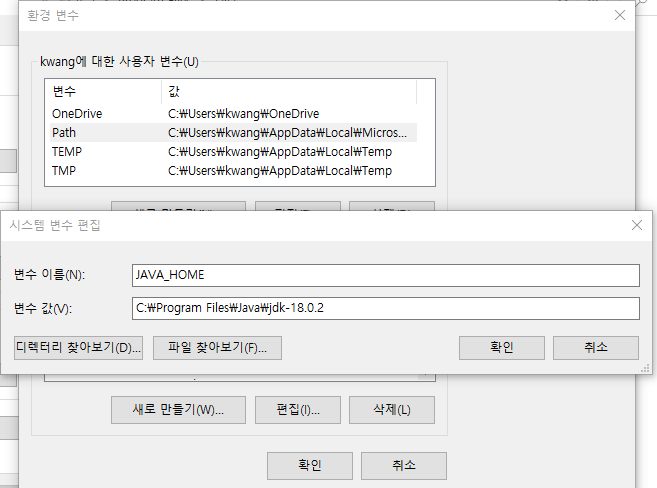 환경 변수
kwang에 대한 사용자 변수(U)
변수 값
OneDrive C:₩Users₩kwang₩OneDrive
Path C:₩Users₩kwang₩AppData₩Local₩Micros...
TEMP C:₩Users₩kwang₩AppData₩Local₩Temp
TMP C:₩Users₩kwang₩AppData₩Local₩Temp
시스템 변수 편집
변수 이름(N): JAVA_HOME
변수 값(V): C:₩Program Files₩Java₩jdk-18.0.2
디렉터리 찾아보기(D)... 파일 찾아보기(F)... 확인 취소
새로 만들기(W)... 편집(I)... 삭제(L)
확인 취소